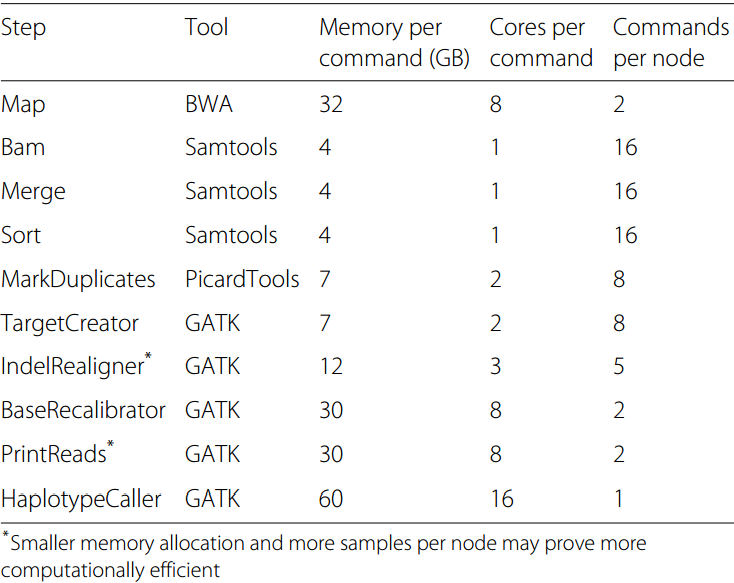 Step Tool Memory per command (GB) Cores per command Commands per node
Map BWA 32 8 2
Bam Samtools 4 1 16
Merge Samtools 4 1 16
Sort Samtools 4 1 16
MarkDuplicates PicardTools 7 2 8
TargetCreator GATK 7 2 8
IndelRealigner* GATK 12 3 5
BaseRecalibrator GATK 30 8 2
PrintReads* GATK 30 8 2
HaplotypeCaller GATK 60 16 1
*Smaller memory allocation and more samples per node may prove more
computationally efficient